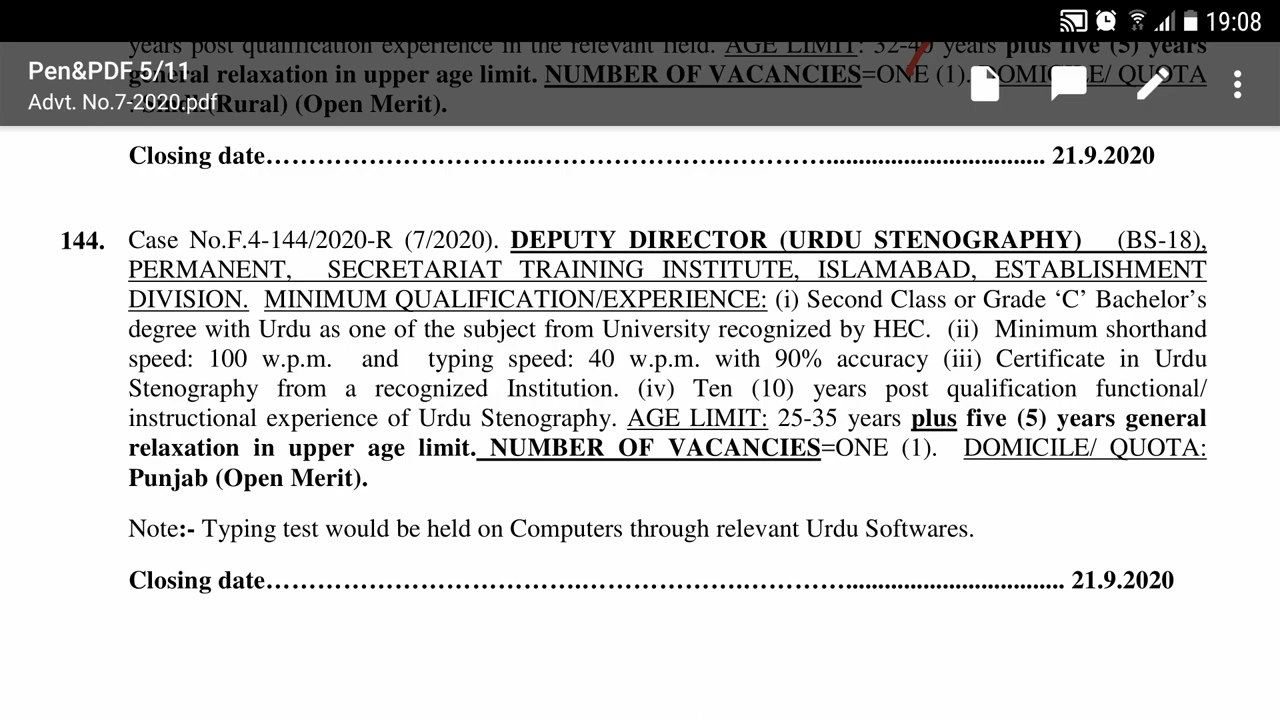 19:08
years post qualification experience in the relevant field. AGE LIMIT: 32-40 years plus five (5) years
Pen&PDF 5/11
general relaxation in upper age limit. NUMBER OF VACANCIES=ONE (1). DOMICILE/ QUOTA
Advt. No.7-2020.pdf
: Sindh(Rural) (Open Merit).
Closing date……………………………..…………………….…………................................. 21.9.2020
144. Case No.F.4-144/2020-R (7/2020). DEPUTY DIRECTOR (URDU STENOGRAPHY) (BS-18),
PERMANENT, SECRETARIAT TRAINING INSTITUTE, ISLAMABAD, ESTABLISHMENT
DIVISION. MINIMUM QUALIFICATION/EXPERIENCE: (i) Second Class or Grade ‘C’ Bachelor’s
degree with Urdu as one of the subject from University recognized by HEC. (ii) Minimum shorthand
speed: 100 w.p.m. and typing speed: 40 w.p.m. with 90% accuracy (iii) Certificate in Urdu
Stenography from a recognized Institution. (iv) Ten (10) years post qualification functional/
instructional experience of Urdu Stenography. AGE LIMIT: 25-35 years plus five (5) years general
relaxation in upper age limit. NUMBER OF VACANCIES=ONE (1). DOMICILE/ QUOTA:
Punjab (Open Merit).
Note:- Typing test would be held on Computers through relevant Urdu Softwares.
Closing date………………………………….……………….…………….................................. 21.9.2020